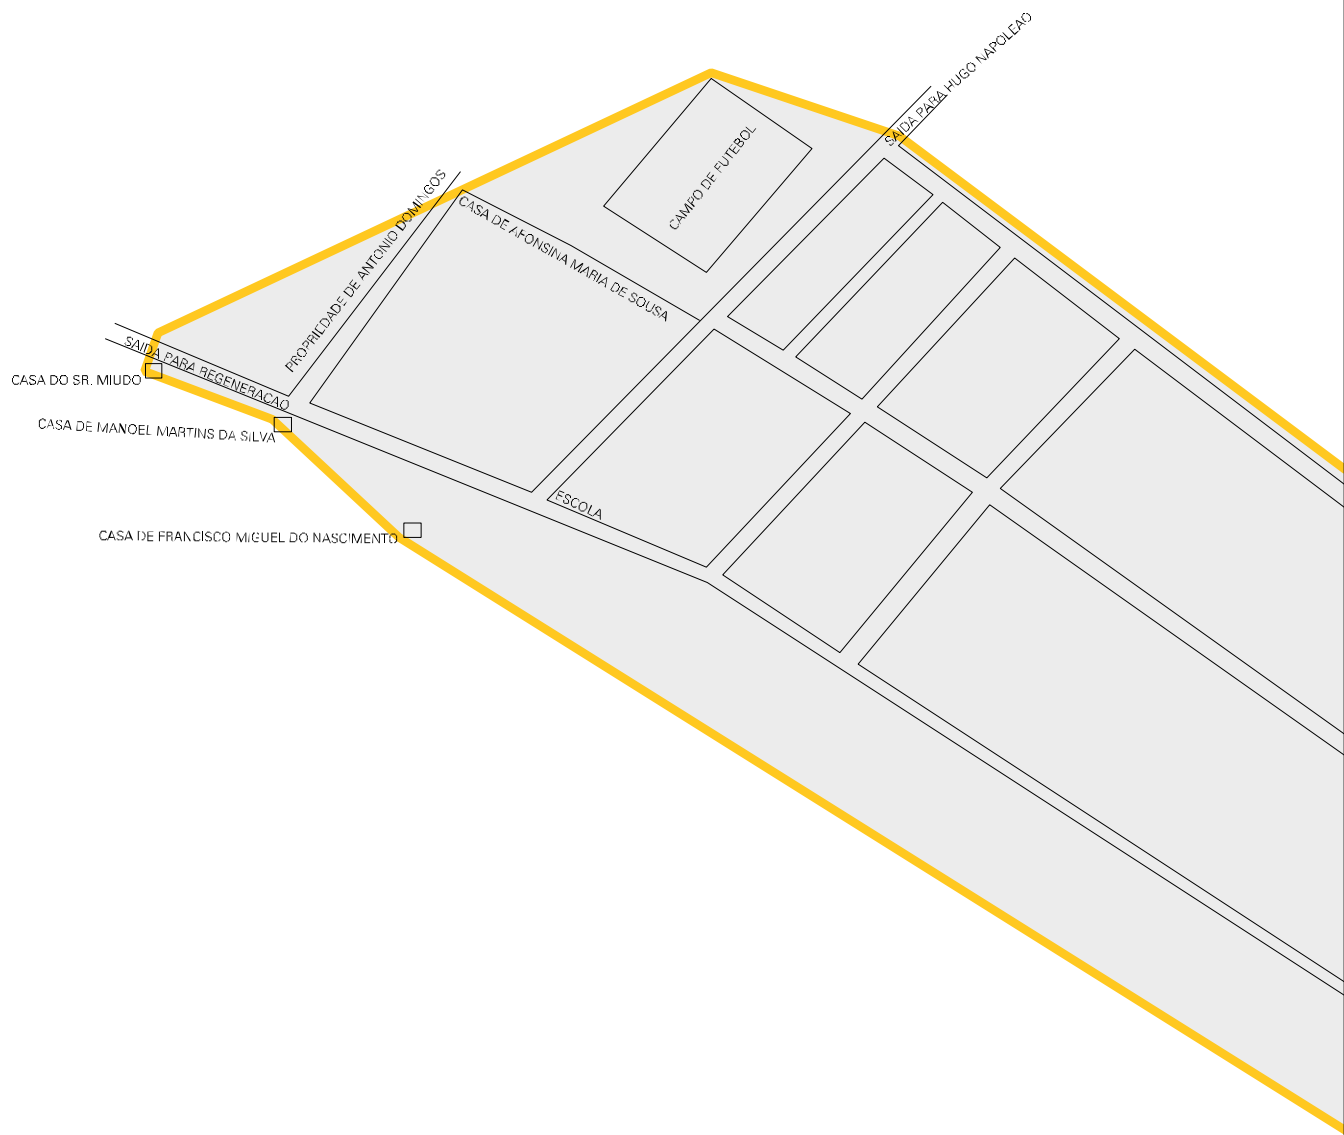 SAIDA PARA HUGO NAPOLEAO
CAMPO DE FUTEBOL
PROPRIEDADE DE ANTONIO DOMINGOS
CASA DE AFONSINA MARIA DE SOUSA
SAIDA PARA REGENERACAO
CASA DO SR. MIUDO
CASA DE MANOEL MARTINS DA SILVA
ESCOLA
CASA DE FRANCISCO MIGUEL DO NASCIMENTO